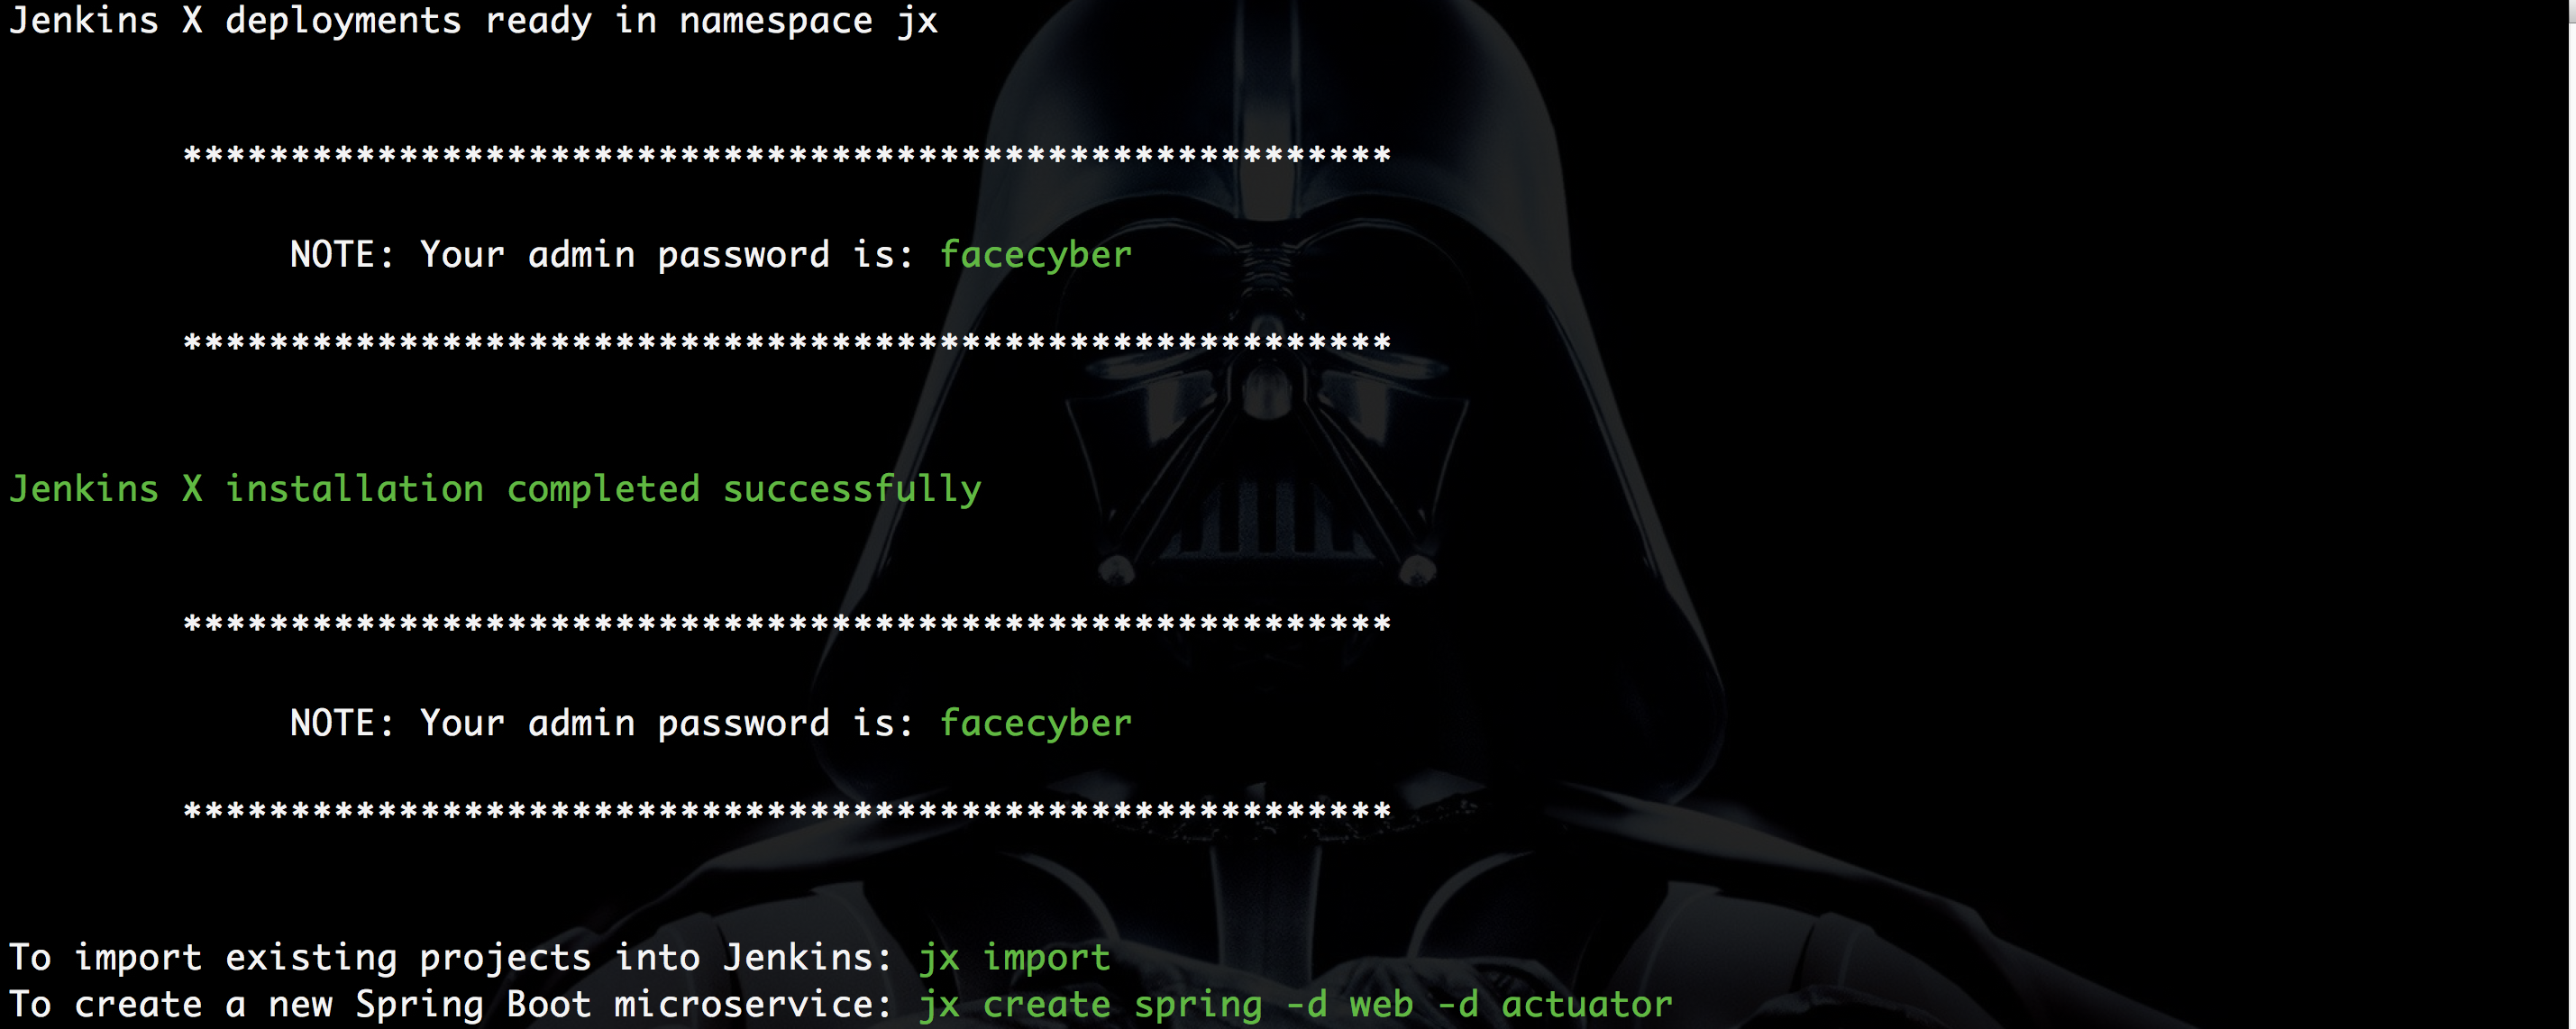 Jenkins X deployments ready in namespace jx
********************************************************
NOTE: Your admin password is: facecyber
********************************************************
Jenkins X installation completed successfully
********************************************************
NOTE: Your admin password is: facecyber
********************************************************
To import existing projects into Jenkins: jx import
To create a new Spring Boot microservice: jx create spring -d web -d actuator